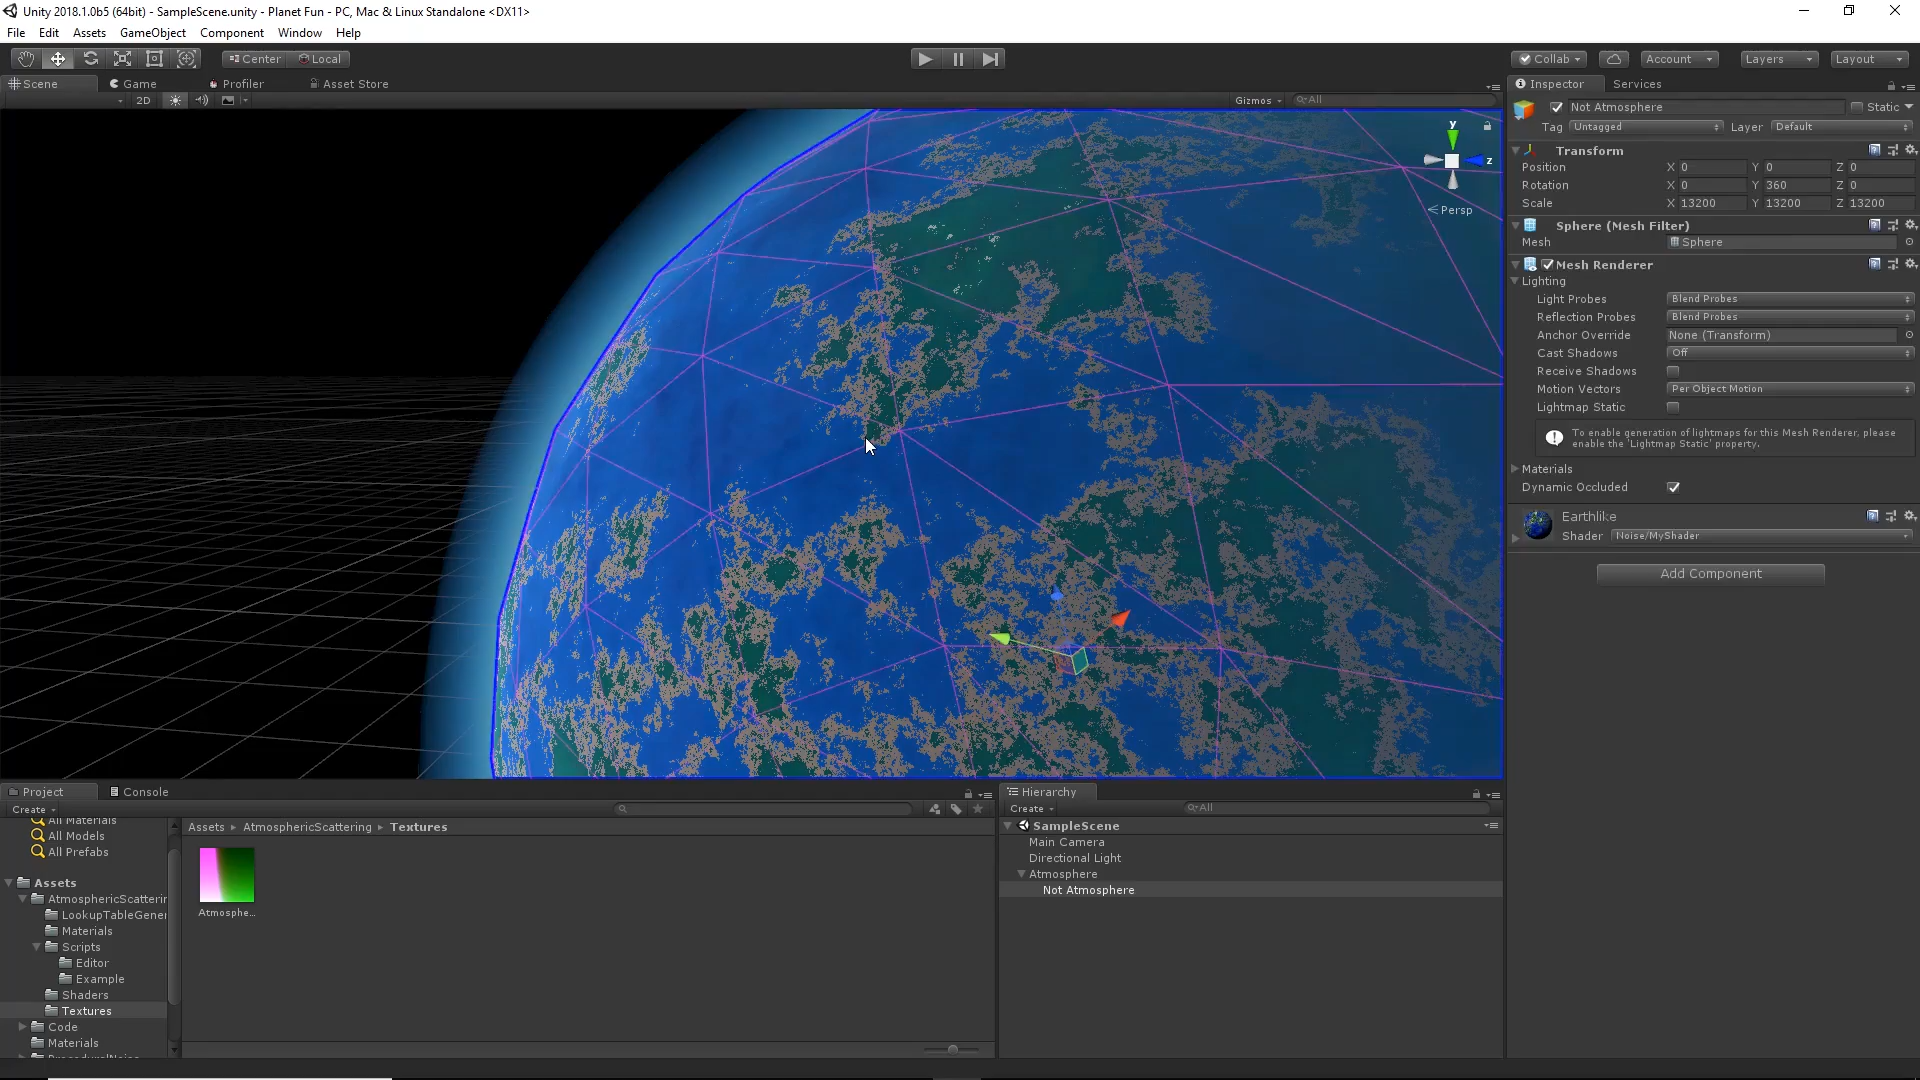 Unity 2018.1.0b5 (64bit) - SampleScene.unity - Planet Fun - PC, Mac & Linux Standalone <DX11>
File Edit Assets GameObject Component Window Help
Center Local
Collab Account Layers Layout
Scene Game Profiler Asset Store
2D
Gizmos All
y
z
Persp
Inspector Services
Not Atmosphere Static
Tag Untagged Layer Default
Transform
Position X 0 Y 0 Z 0
Rotation X 0 Y 360 Z 0
Scale X 13200 Y 13200 Z 13200
Sphere (Mesh Filter)
Mesh Sphere
Mesh Renderer
Lighting
Light Probes Blend Probes
Reflection Probes Blend Probes
Anchor Override None (Transform)
Cast Shadows Off
Receive Shadows
Motion Vectors Per Object Motion
Lightmap Static
To enable generation of lightmaps for this Mesh Renderer, please
enable the 'Lightmap Static' property.
Materials
Dynamic Occluded
Earthlike
Shader Noise/MyShader
Add Component
Project Console
Create
All Materials
All Models
All Prefabs
Assets
AtmosphericScatterin
LookupTableGener
Materials
Scripts
Editor
Example
Shaders
Textures
Code
Materials
Assets AtmosphericScattering Textures
Atmosphe...
Hierarchy
Create All
SampleScene
Main Camera
Directional Light
Atmosphere
Not Atmosphere